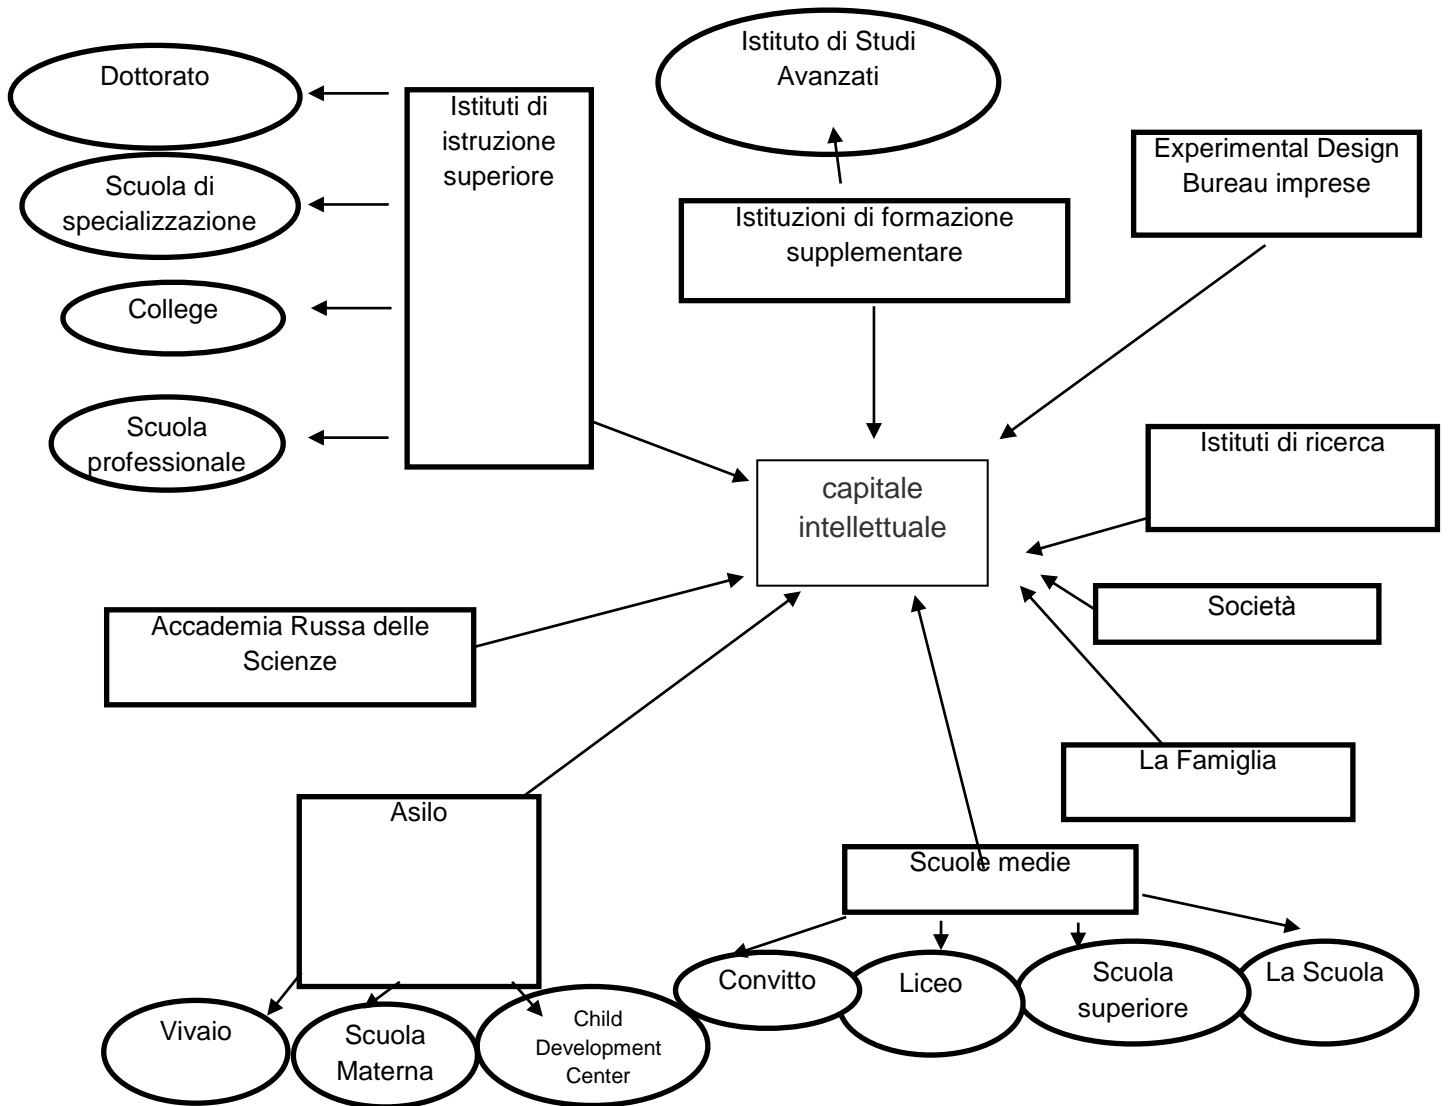 Dottorato
Scuola di
specializzazione
College
Scuola
professionale
Istituti di
istruzione
superiore
Istituto di Studi
Avanzati
Istituzioni di formazione
supplementare
Experimental Design
Bureau imprese
Istituti di ricerca
capitale
intellettuale
Società
Accademia Russa delle
Scienze
La Famiglia
Asilo
Scuole medie
Vivaio
Scuola
Materna
Child
Development
Center
Convitto
Liceo
Scuola
superiore
La Scuola